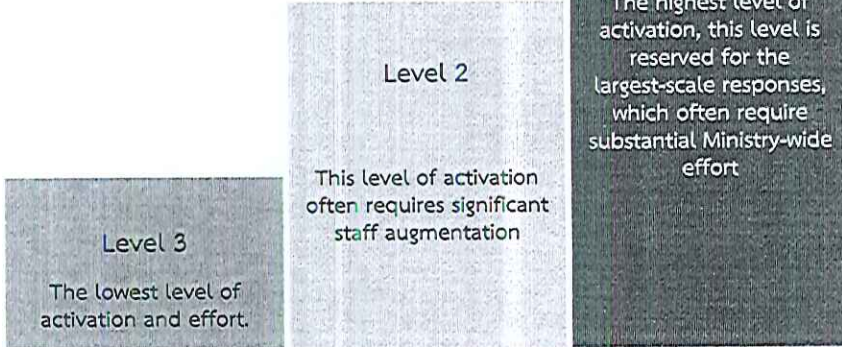 Level 3
The lowest level of
activation and effort.
Level 2
This level of activation
often requires significant
staff augmentation
The highest level of
activation, this level is
reserved for the
largest-scale responses,
which often require
substantial Ministry-wide
effort